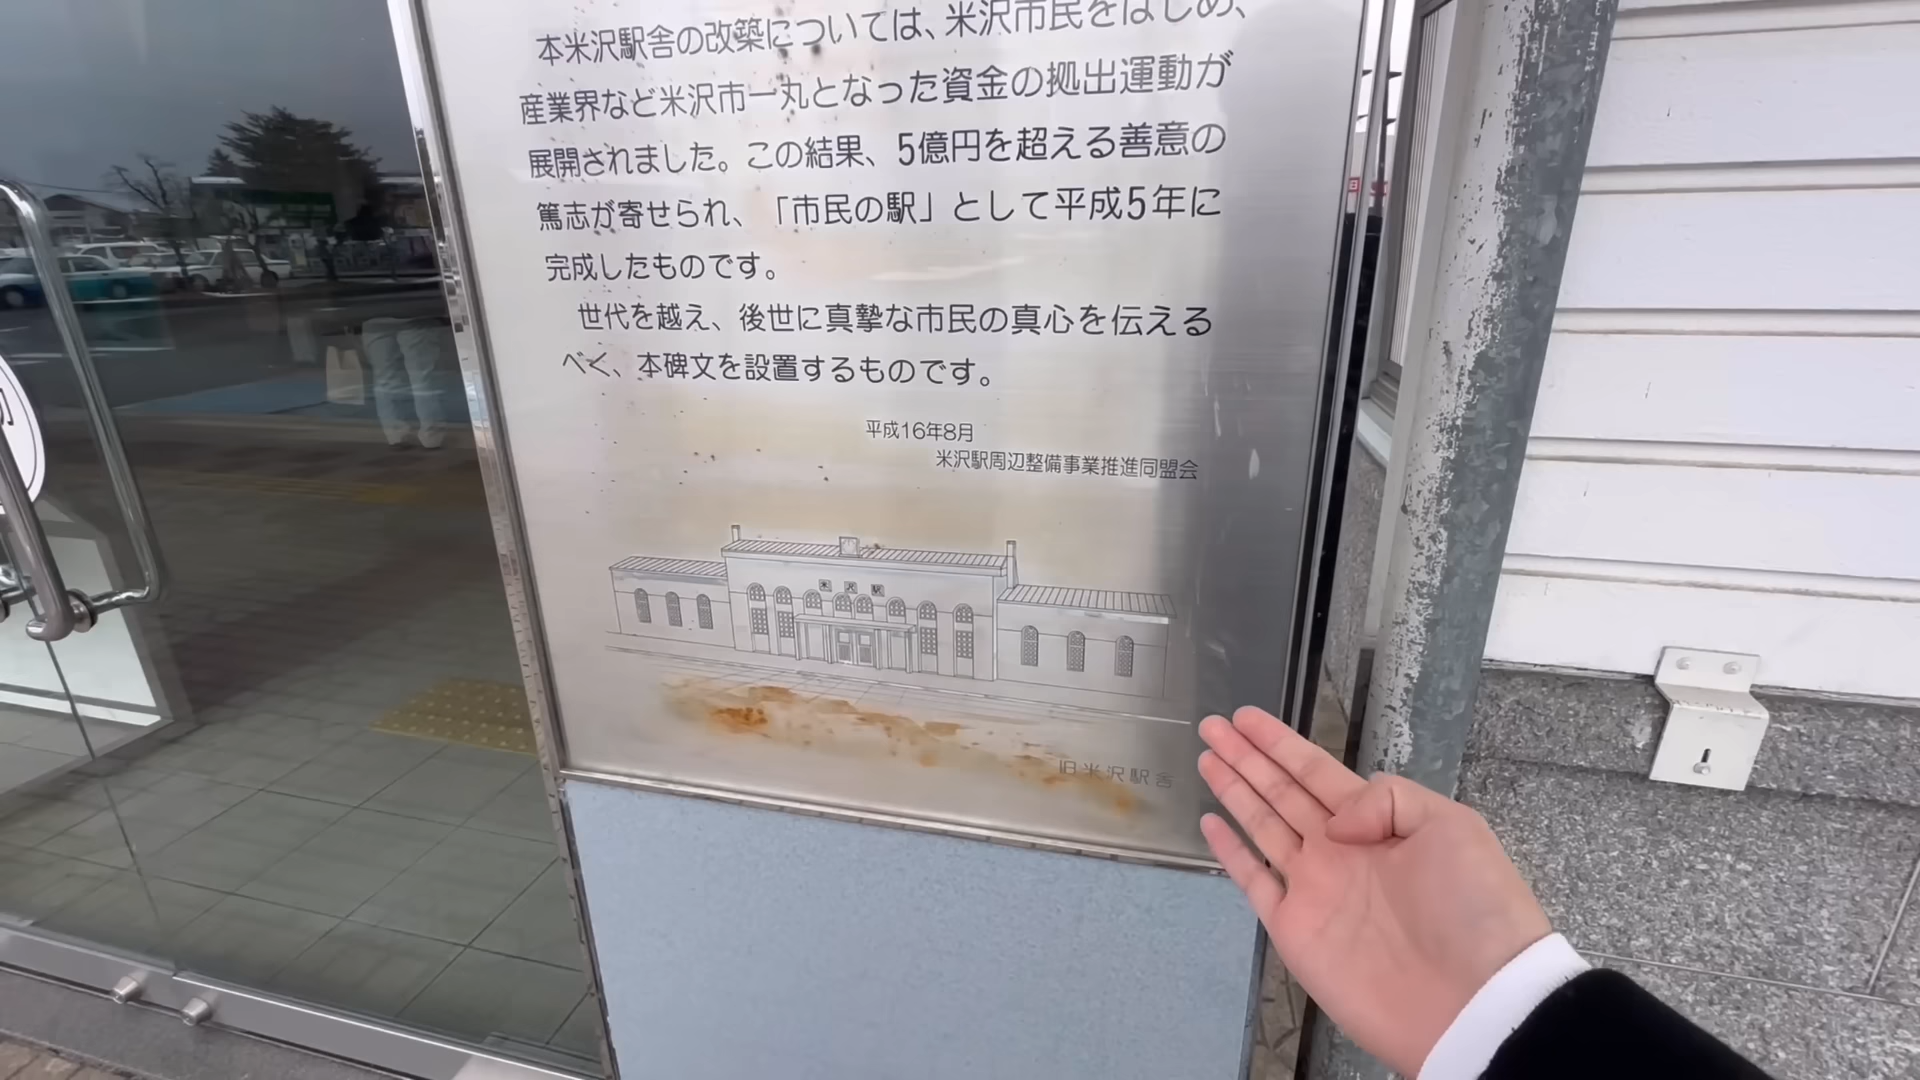 本米沢駅舎の改築については、米沢市民をはじめ、
産業界など米沢市一丸となった資金の拠出運動が
展開されました。この結果、5億円を超える善意の
篤志が寄せられ、「市民の駅」として平成5年に
完成したものです。
世代を越え、後世に真摯な市民の真心を伝える
べく、本碑文を設置するものです。
平成16年8月
米沢駅周辺整備事業推進同盟会
米沢駅
旧米沢駅舎